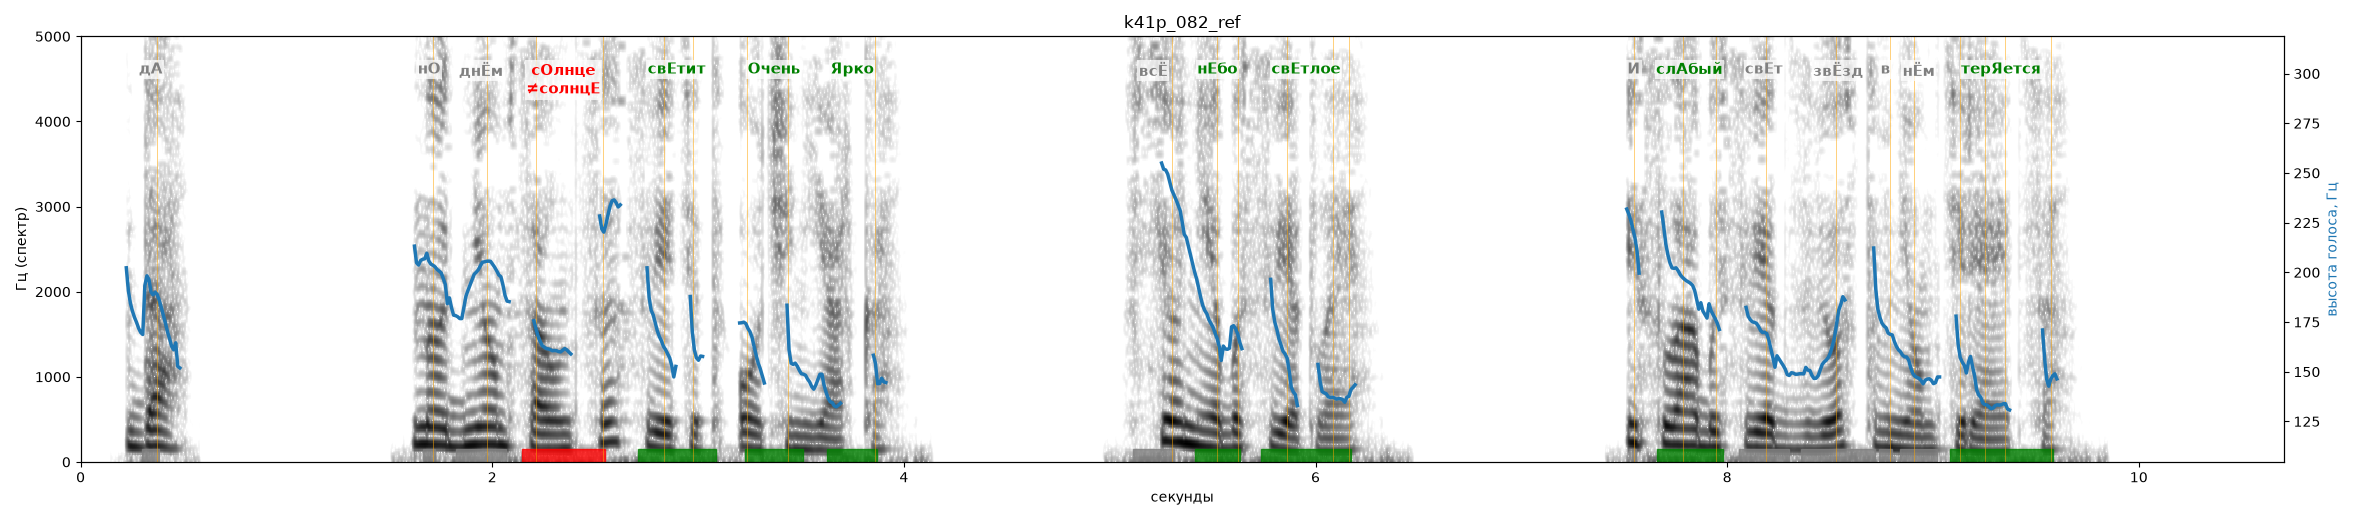 k41p_082_ref
Гц (спектр)
5000
4000
3000
2000
1000
0
дА нО днЁм сОлнце свЕтит Очень Ярко всЁ нЕбо свЕтлое И слАбый свЕт звЁзд в нЁм терЯется
≠солнцЕ
300
275
250
225
200
175
150
125
высота голоса, Гц
0 2 4 6 8 10
секунды